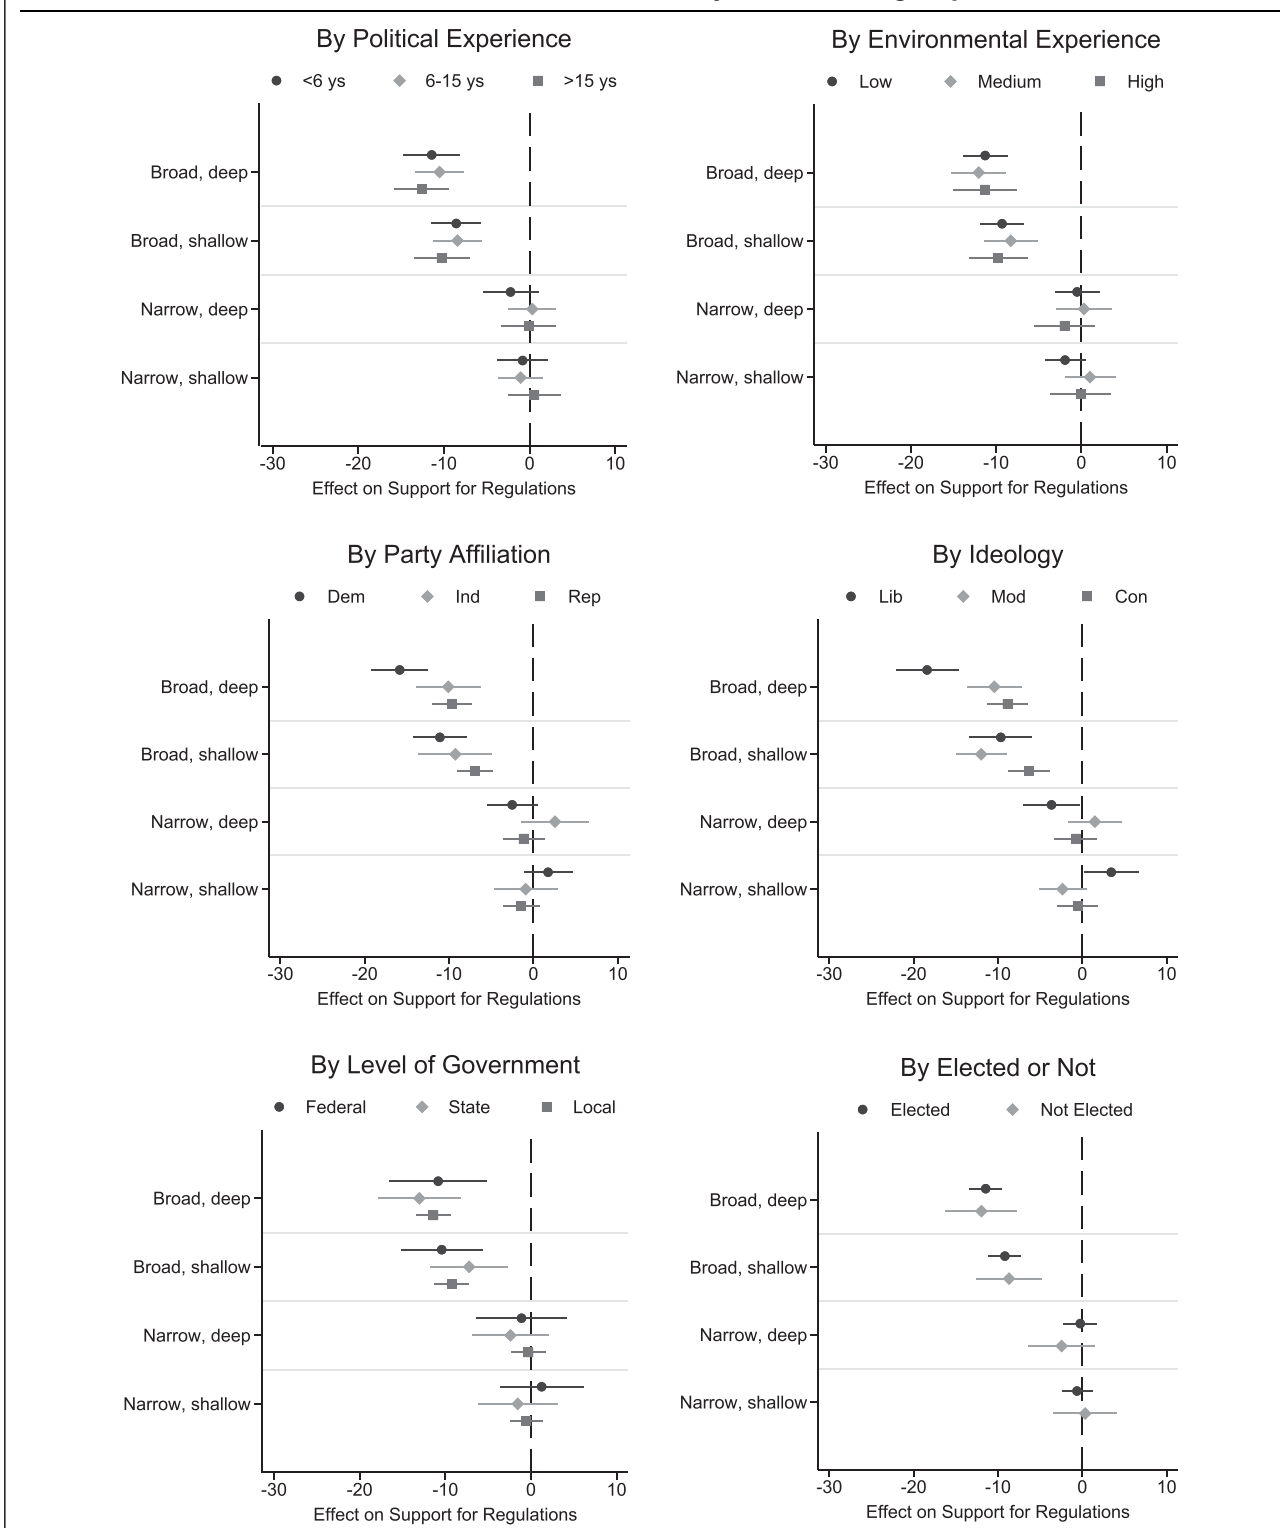 By Political Experience
<6 ys 6-15 ys >15 ys
Broad, deep
Broad, shallow
Narrow, deep
Narrow, shallow
-30 -20 -10 0 10
Effect on Support for Regulations
By Environmental Experience
Low Medium High
Broad, deep
Broad, shallow
Narrow, deep
Narrow, shallow
-30 -20 -10 0 10
Effect on Support for Regulations
By Party Affiliation
Dem Ind Rep
Broad, deep
Broad, shallow
Narrow, deep
Narrow, shallow
-30 -20 -10 0 10
Effect on Support for Regulations
By Ideology
Lib Mod Con
Broad, deep
Broad, shallow
Narrow, deep
Narrow, shallow
-30 -20 -10 0 10
Effect on Support for Regulations
By Level of Government
Federal State Local
Broad, deep
Broad, shallow
Narrow, deep
Narrow, shallow
-30 -20 -10 0 10
Effect on Support for Regulations
By Elected or Not
Elected Not Elected
Broad, deep
Broad, shallow
Narrow, deep
Narrow, shallow
-30 -20 -10 0 10
Effect on Support for Regulations